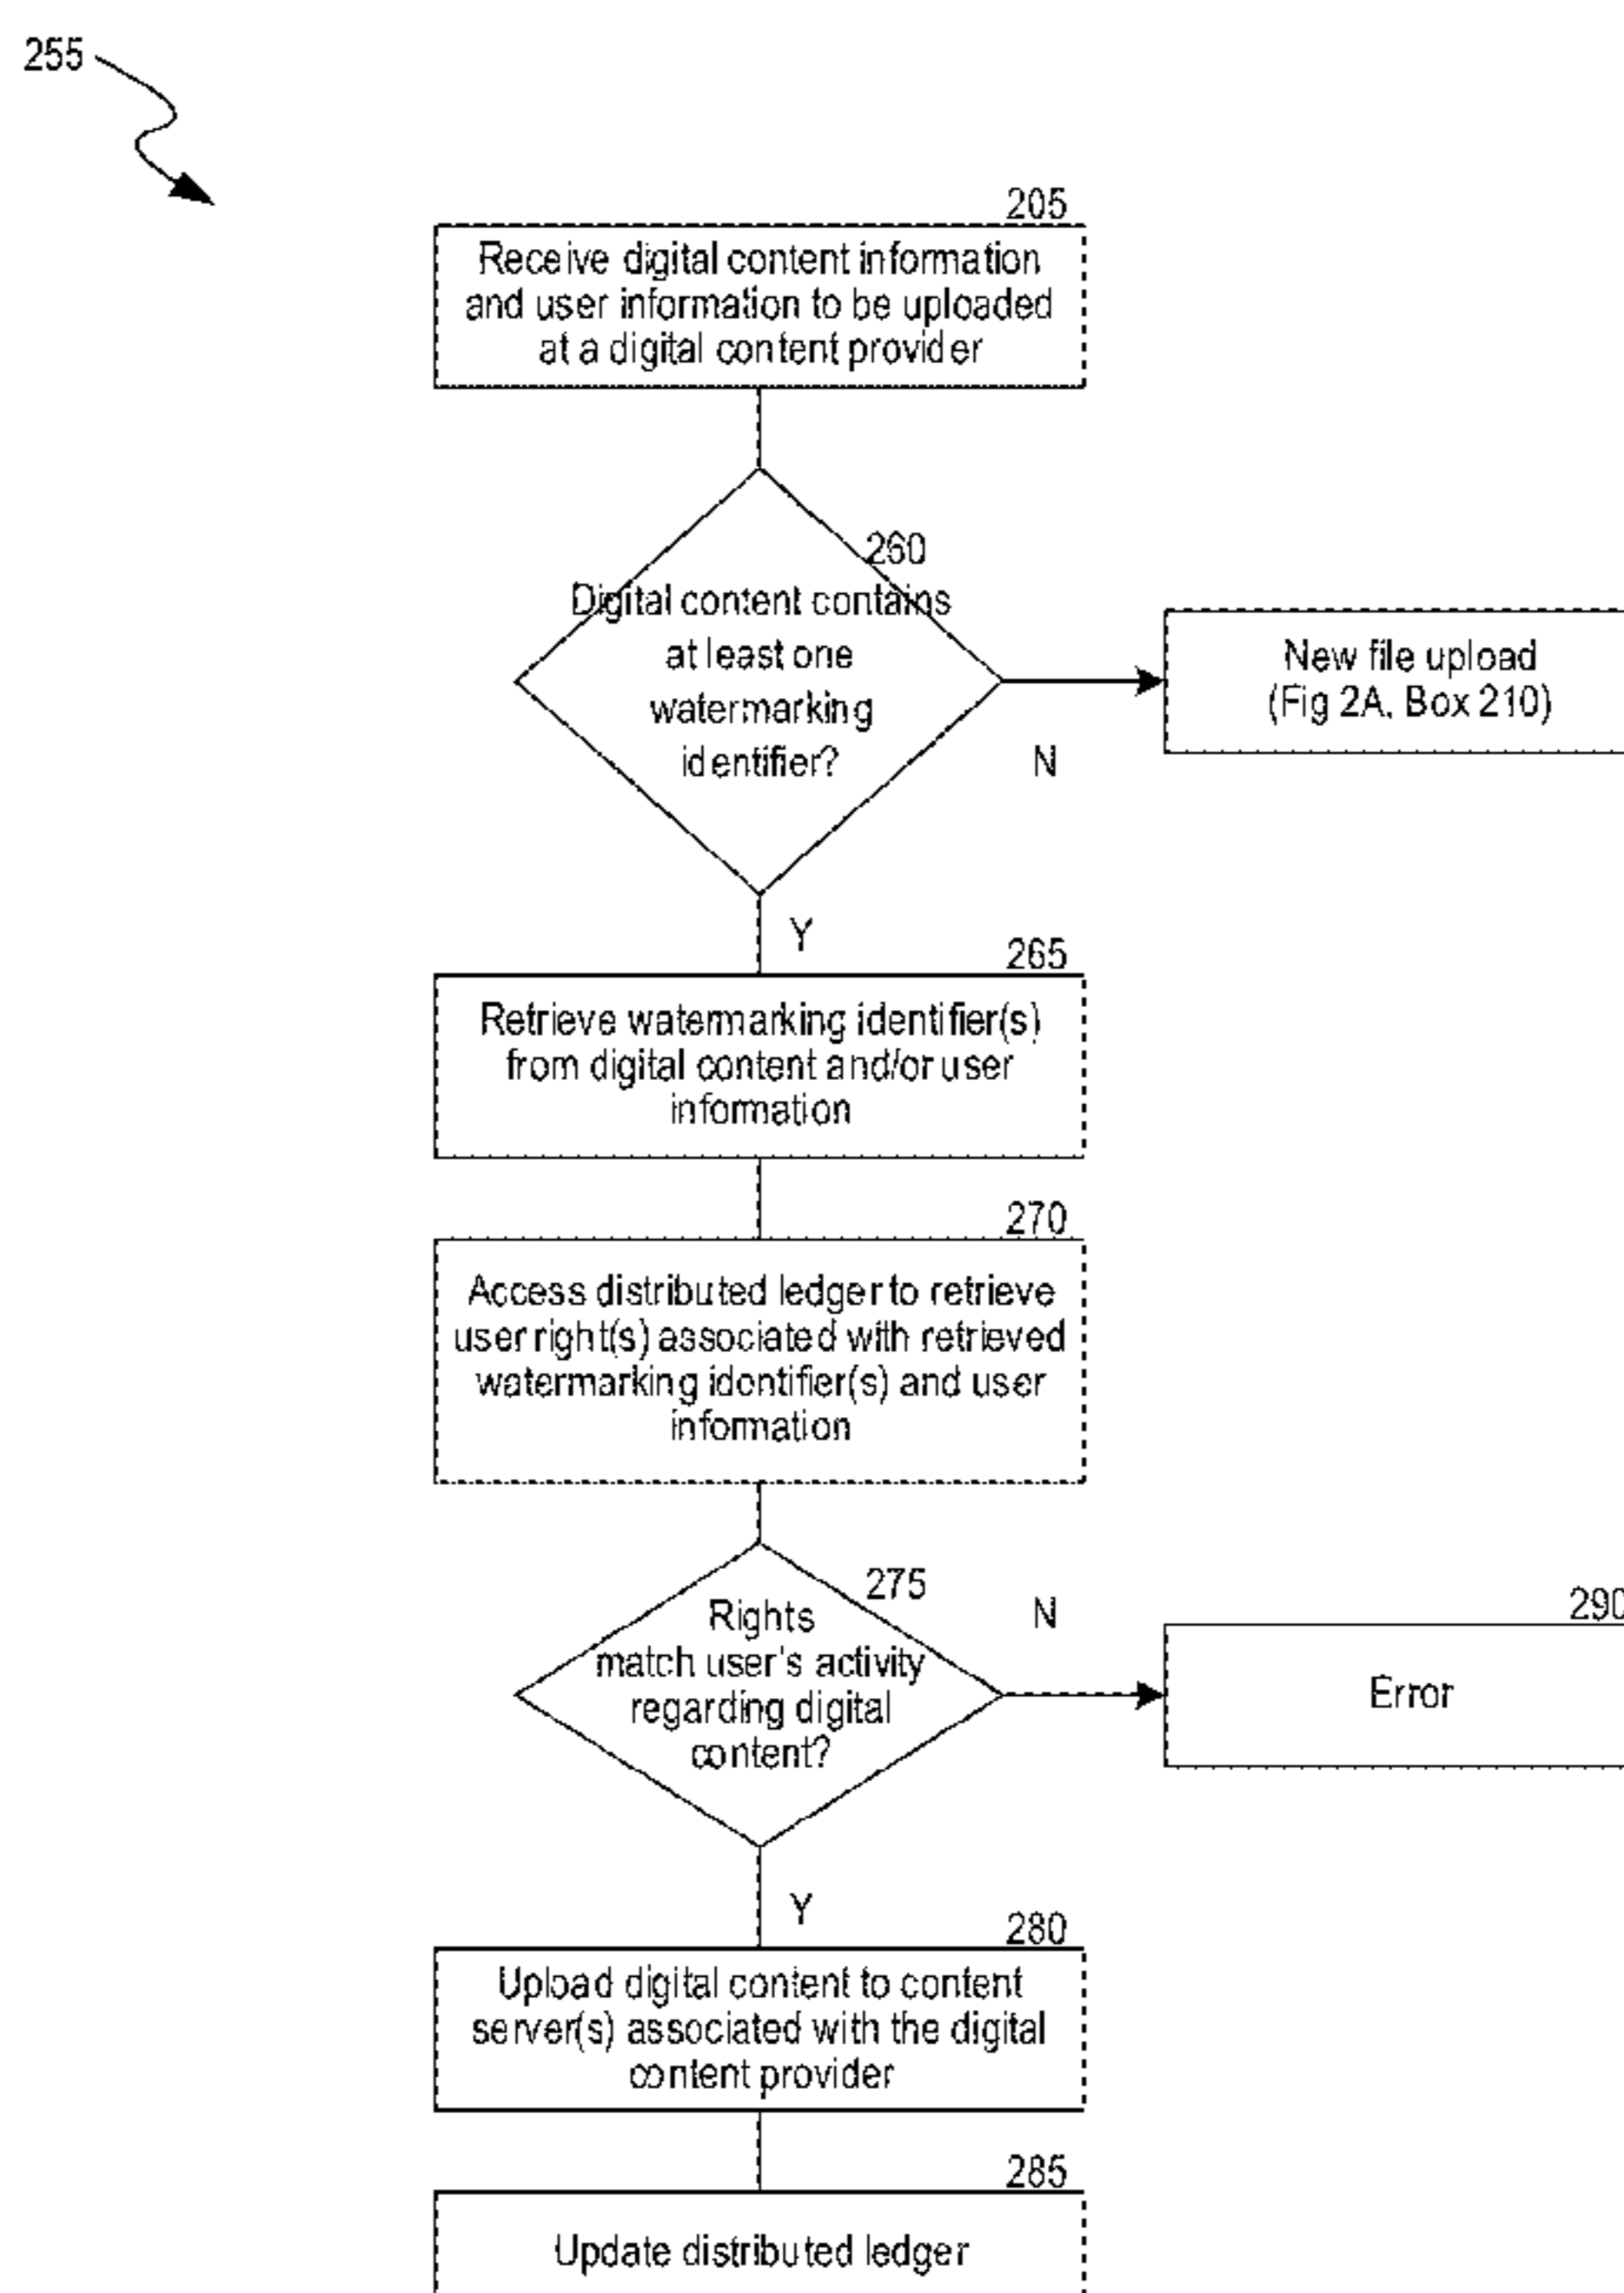 255
205
Receive digital content information
and user information to be uploaded
at a digital content provider
260
Digital content contains
at least one
watermarking
identifier?
N
New file upload
(Fig 2A, Box 210)
Y
265
Retrieve watermarking identifier(s)
from digital content and/or user
information
270
Access distributed ledger to retrieve
user right(s) associated with retrieved
watermarking identifier(s) and user
information
275
Rights
match user's activity
regarding digital
content?
N
290
Error
Y
280
Upload digital content to content
server(s) associated with the digital
content provider
285
Update distributed ledger